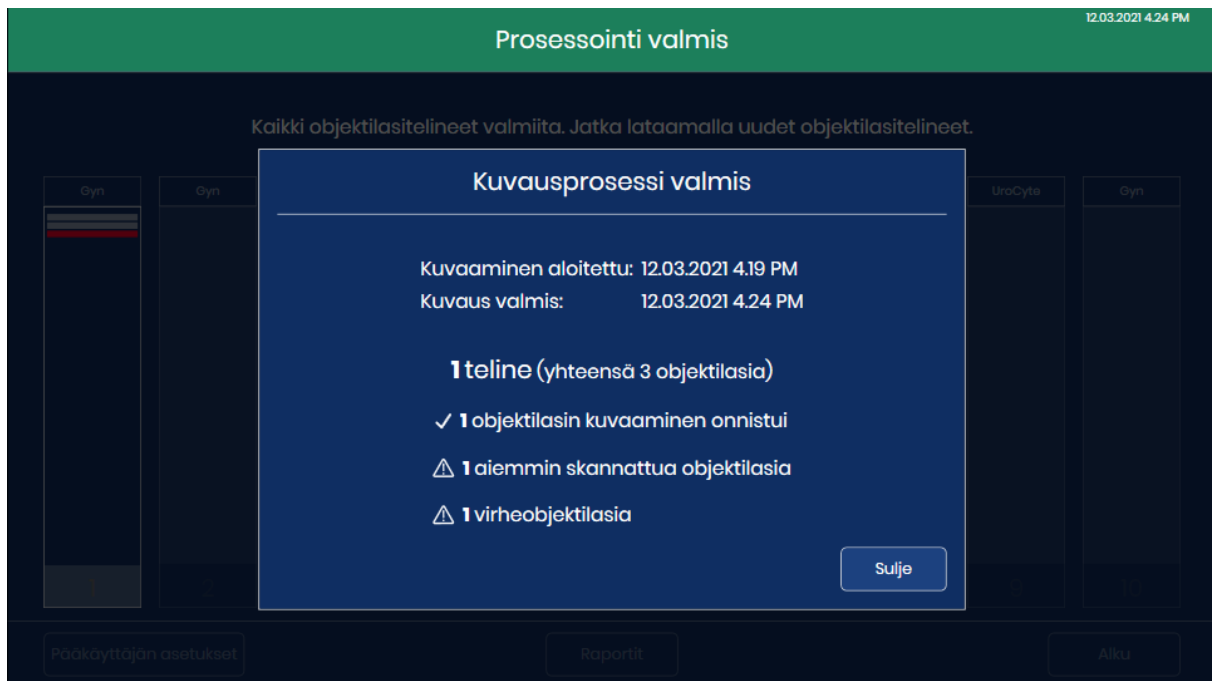 12.03.2021 4.24 PM
Prosessointi valmis
Kaikki objektilasitelineet valmiita. Jatka lataamalla uudet objektilasitelineet.
Gyn
Gyn
UroCyte
Gyn
Kuvausprosessi valmis
Kuvaaminen aloitettu: 12.03.2021 4.19 PM
Kuvaus valmis: 12.03.2021 4.24 PM
1 teline (yhteensä 3 objektilasia)
1 objektilasin kuvaaminen onnistui
1 aiemmin skannattua objektilasia
1 virheobjektilasia
Sulje
1
2
9
10
Pääkäyttäjän asetukset
Raportit
Alku